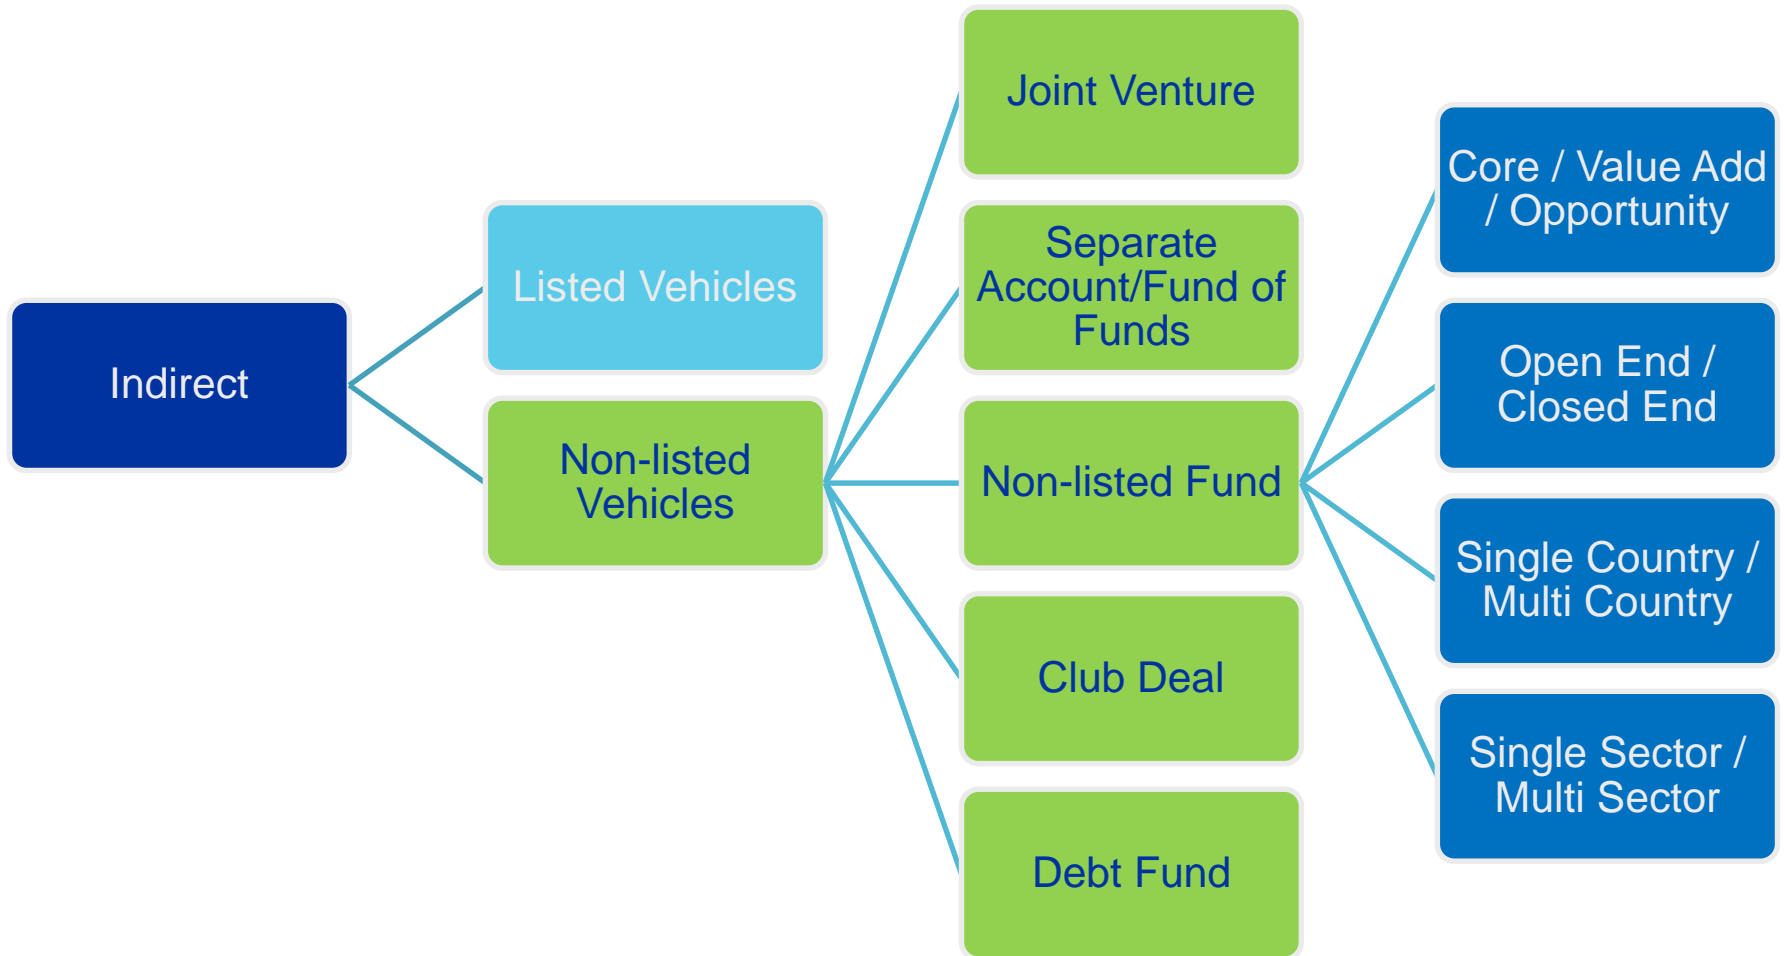 Indirect
Listed Vehicles
Non-listed
Vehicles
Joint Venture
Separate
Account/Fund of
Funds
Non-listed Fund
Club Deal
Debt Fund
Core / Value Add
/ Opportunity
Open End /
Closed End
Single Country /
Multi Country
Single Sector /
Multi Sector